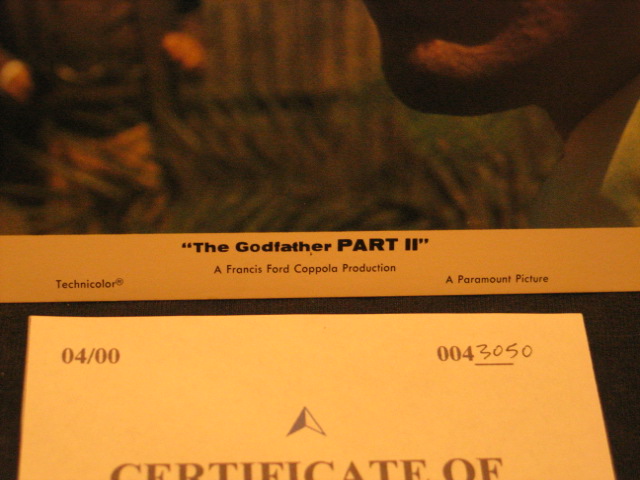 "The Godfather PART II"
A Francis Ford Coppola Production
Technicolor® A Paramount Picture
04/00 0043050
CERTIFICATE OF